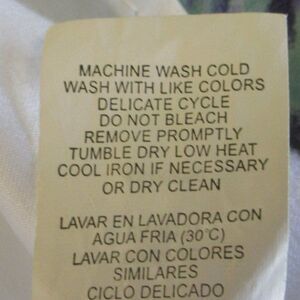 MACHINE WASH COLD
WASH WITH LIKE COLORS
DELICATE CYCLE
DO NOT BLEACH
REMOVE PROMPTLY
TUMBLE DRY LOW HEAT
COOL IRON IF NECESSARY
OR DRY CLEAN
LAVAR EN LAVADORA CON
AGUA FRIA (30°C)
LAVAR CON COLORES
SIMILARES
CICLO DELICADO